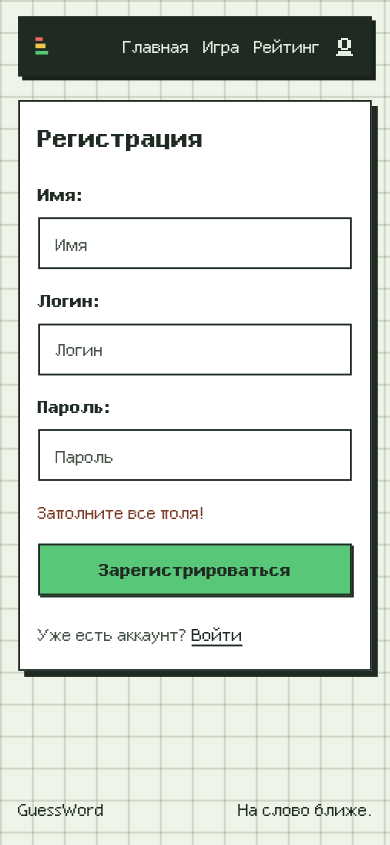 Главная Игра Рейтинг
Регистрация
Имя:
Имя
Логин:
Логин
Пароль:
Пароль
Заполните все поля!
Зарегистрироваться
Уже есть аккаунт? Войти
GuessWord На слово ближе.